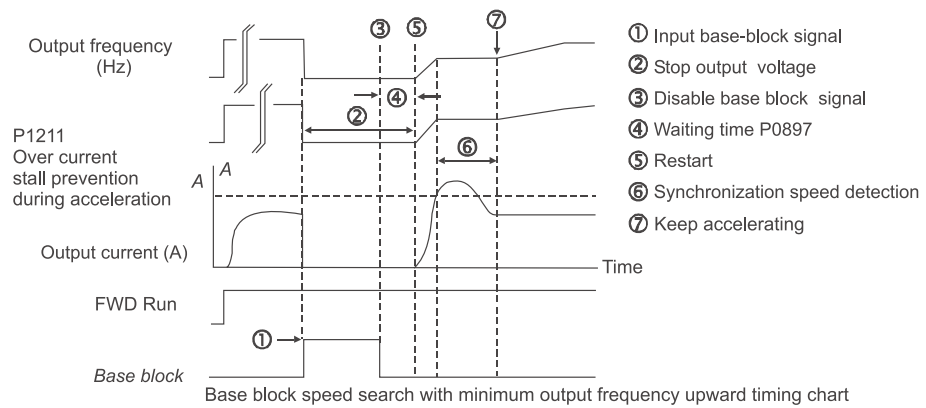 ③ ⑤ ⑦
Output frequency
(Hz)
④
②
P1211
Over current
stall prevention
during acceleration
A
A
⑥
Output current (A)
Time
FWD Run
①
Base block
① Input base-block signal
② Stop output voltage
③ Disable base block signal
④ Waiting time P0897
⑤ Restart
⑥ Synchronization speed detection
⑦ Keep accelerating
Base block speed search with minimum output frequency upward timing chart